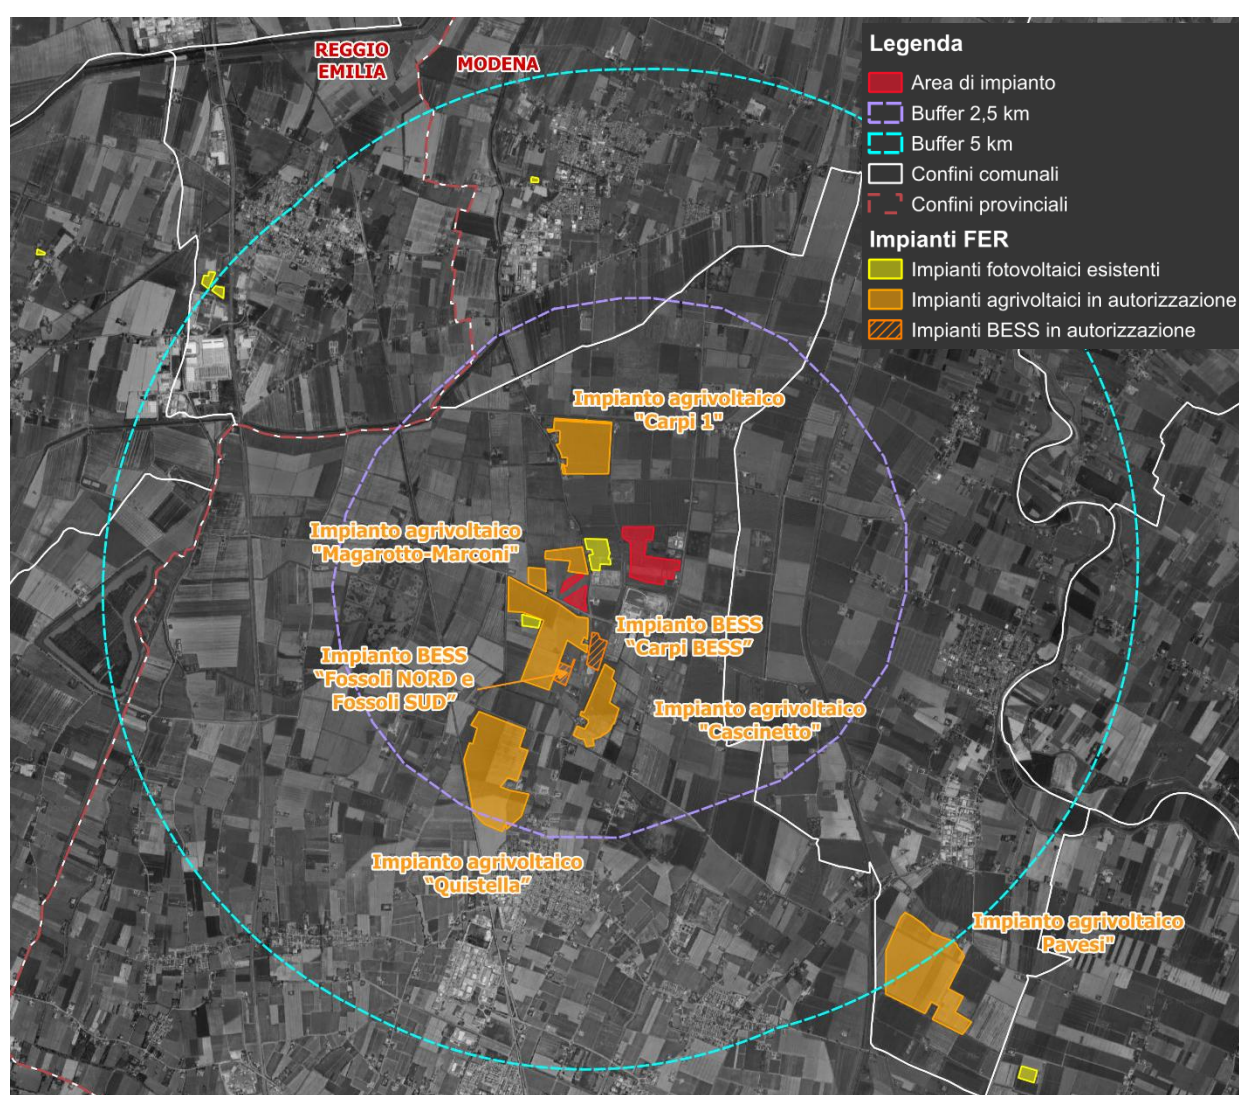 REGGIO
EMILIA
MODENA
Legenda
Area di impianto
Buffer 2,5 km
Buffer 5 km
Confini comunali
Confini provinciali
Impianti FER
Impianti fotovoltaici esistenti
Impianti agrivoltaici in autorizzazione
Impianti BESS in autorizzazione
Impianto agrivoltaico
"Carpi 1"
Impianto agrivoltaico
"Magarotto-Marconi"
Impianto BESS
“Carpi BESS”
Impianto BESS
“Fossoli NORD e
Fossoli SUD”
Impianto agrivoltaico
"Cascinetto"
Impianto agrivoltaico
“Quistella”
Impianto agrivoltaico
Pavesi"